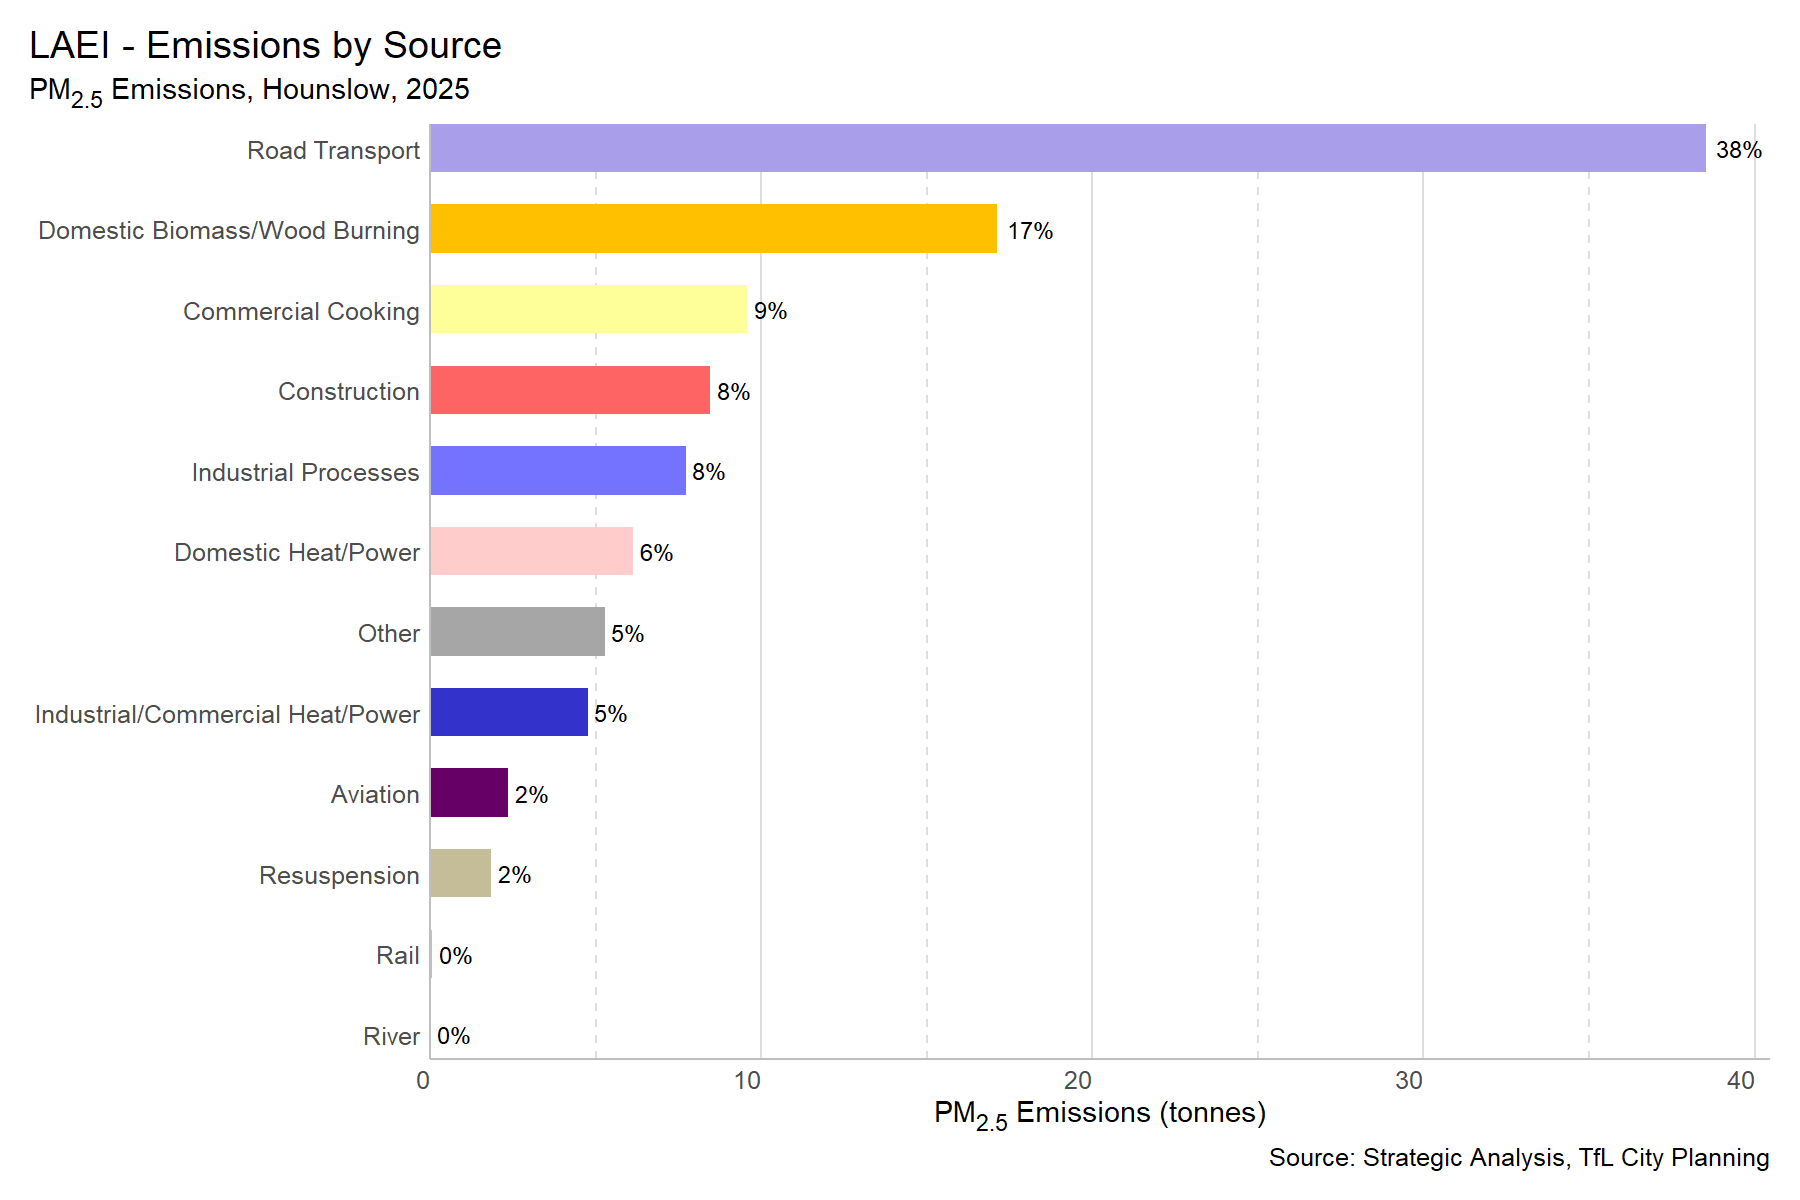 LAEI - Emissions by Source
PM2.5 Emissions, Hounslow, 2025
Road Transport 38%
Domestic Biomass/Wood Burning 17%
Commercial Cooking 9%
Construction 8%
Industrial Processes 8%
Domestic Heat/Power 6%
Other 5%
Industrial/Commercial Heat/Power 5%
Aviation 2%
Resuspension 2%
Rail 0%
River 0%
0 10 20 30 40
PM2.5 Emissions (tonnes)
Source: Strategic Analysis, TfL City Planning